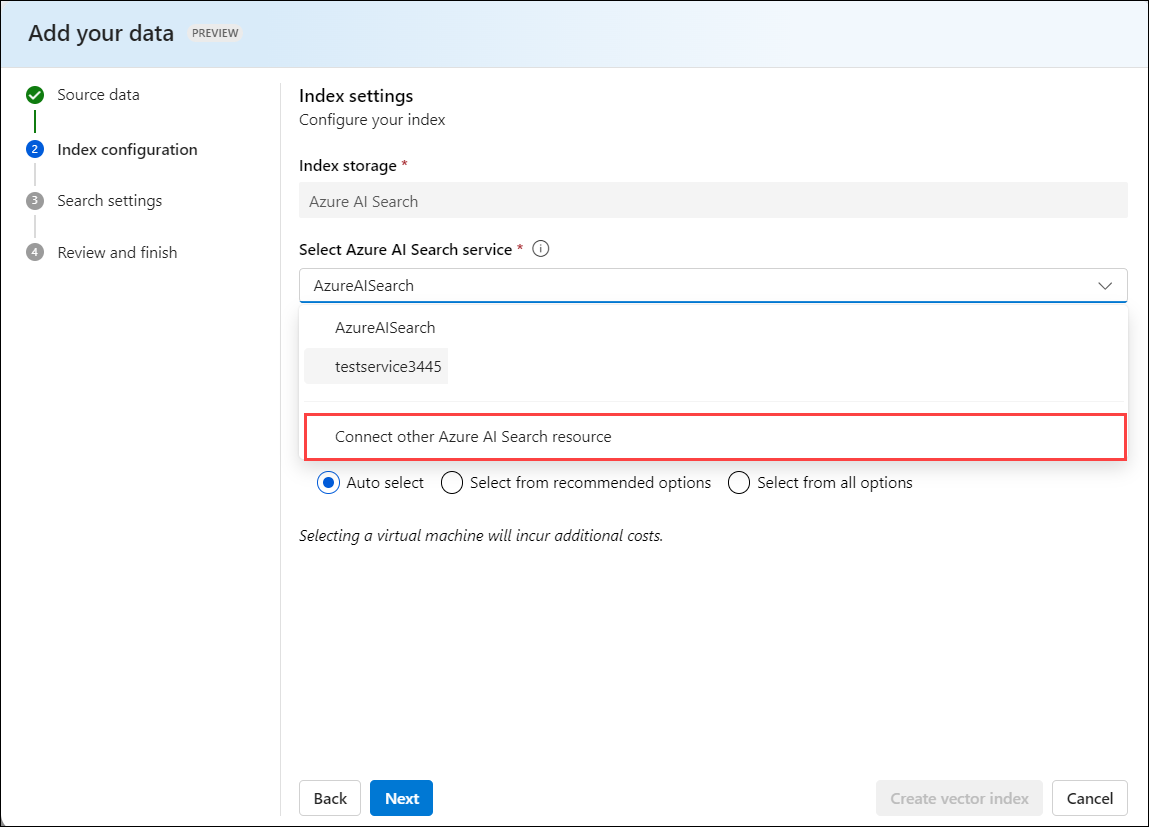 Add your data PREVIEW
Source data
2 Index configuration
3 Search settings
4 Review and finish
Index settings
Configure your index
Index storage *
Azure AI Search
Select Azure AI Search service * i
AzureAISearch
AzureAISearch
testservice3445
Connect other Azure AI Search resource
Auto select Select from recommended options Select from all options
Selecting a virtual machine will incur additional costs.
Back Next Create vector index Cancel